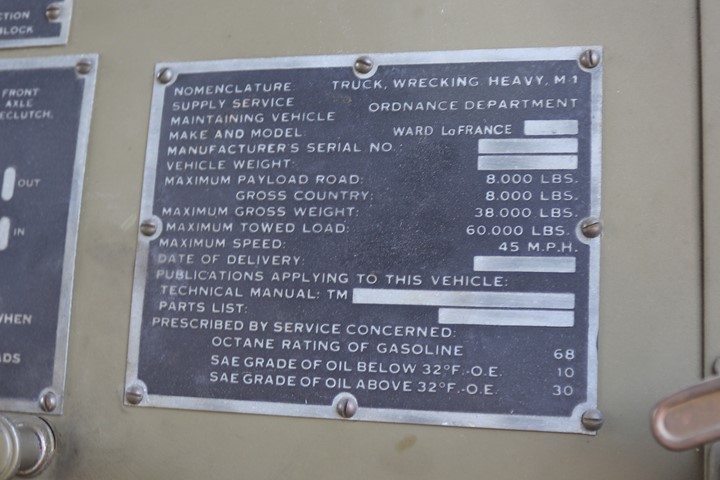 CTION
BLOCK
FRONT
AXLE
ECLUTCH.
OUT
IN
WHEN
ADS
NOMENCLATURE TRUCK, WRECKING HEAVY, M-1
SUPPLY SERVICE
MAINTAINING VEHICLE ORDNANCE DEPARTMENT
MAKE AND MODEL: WARD LaFRANCE
MANUFACTURER'S SERIAL NO.:
VEHICLE WEIGHT:
MAXIMUM PAYLOAD ROAD: 8.000 LBS.
GROSS COUNTRY: 8.000 LBS.
MAXIMUM GROSS WEIGHT: 38.000 LBS.
MAXIMUM TOWED LOAD: 60.000 LBS.
MAXIMUM SPEED: 45 M.P.H.
DATE OF DELIVERY:
PUBLICATIONS APPLYING TO THIS VEHICLE:
TECHNICAL MANUAL: TM
PARTS LIST:
PRESCRIBED BY SERVICE CONCERNED:
OCTANE RATING OF GASOLINE 68
SAE GRADE OF OIL BELOW 32°F.-O.E. 10
SAE GRADE OF OIL ABOVE 32°F.-O.E. 30